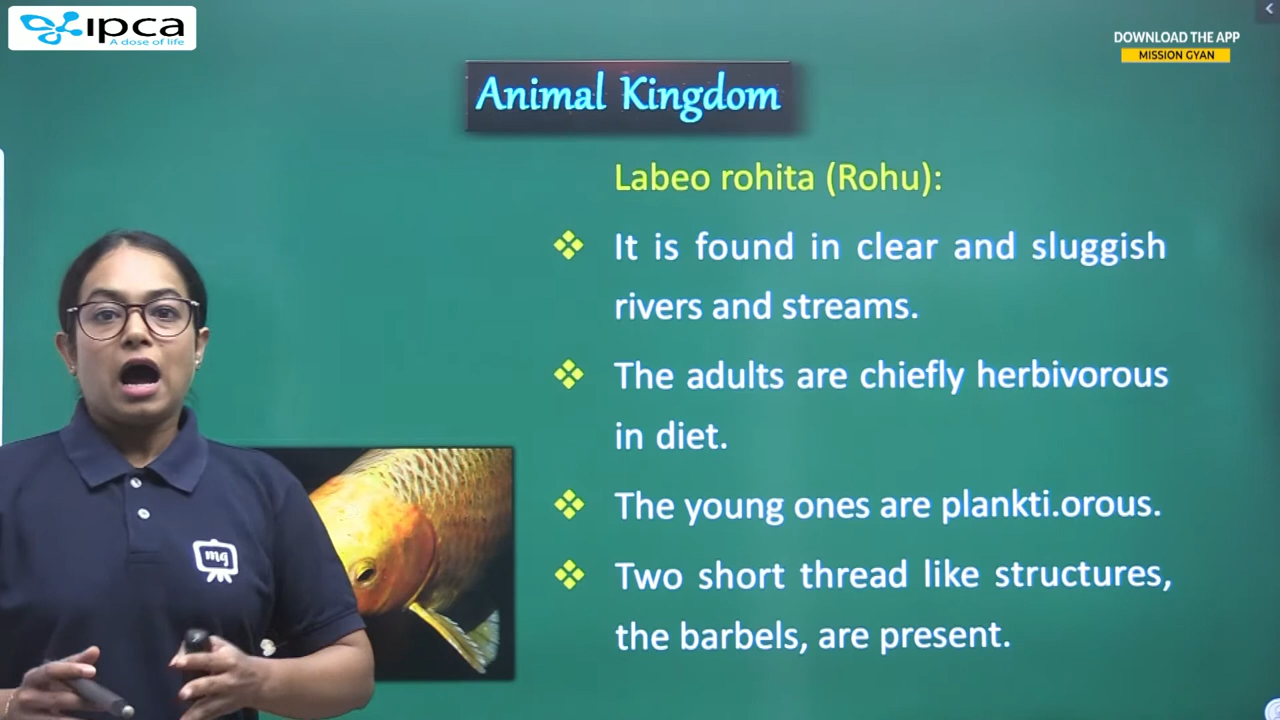 ipca
A dose of life
DOWNLOAD THE APP
MISSION GYAN
Animal Kingdom
Labeo rohita (Rohu):
It is found in clear and sluggish
rivers and streams.
The adults are chiefly herbivorous
in diet.
The young ones are plankti.orous.
Two short thread like structures,
the barbels, are present.
mg